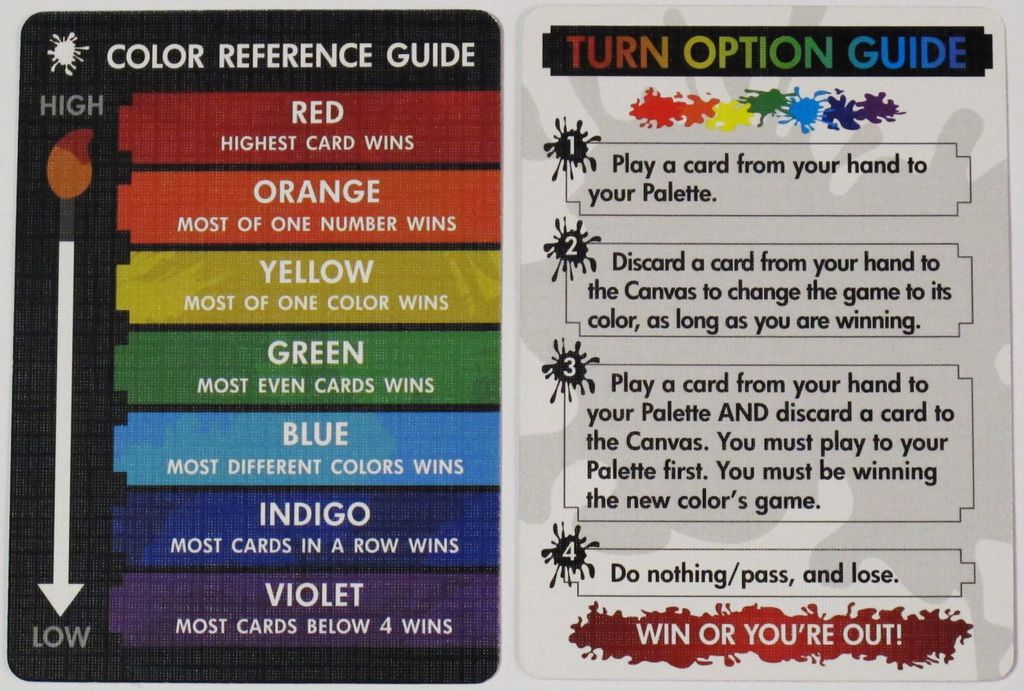 COLOR REFERENCE GUIDE
HIGH
RED
HIGHEST CARD WINS
ORANGE
MOST OF ONE NUMBER WINS
YELLOW
MOST OF ONE COLOR WINS
GREEN
MOST EVEN CARDS WINS
BLUE
MOST DIFFERENT COLORS WINS
INDIGO
MOST CARDS IN A ROW WINS
VIOLET
MOST CARDS BELOW 4 WINS
LOW
TURN OPTION GUIDE
1 Play a card from your hand to
your Palette.
2 Discard a card from your hand to
the Canvas to change the game to its
color, as long as you are winning.
3 Play a card from your hand to
your Palette AND discard a card to
the Canvas. You must play to your
Palette first. You must be winning
the new color's game.
4 Do nothing/pass, and lose.
WIN OR YOU'RE OUT!